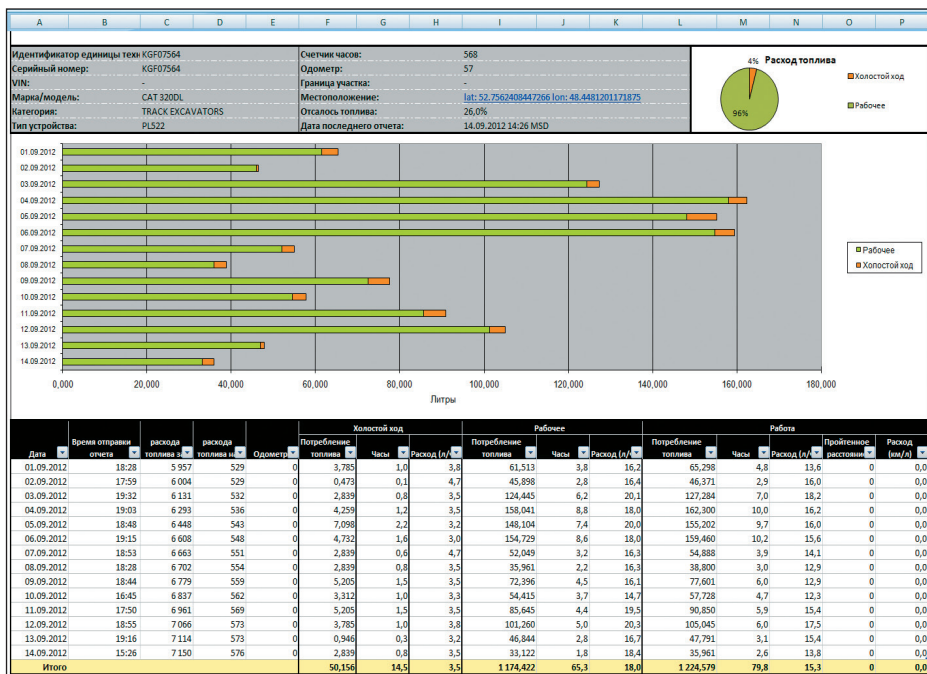 A B C D E F G H I J K L M N O P
Идентификатор единицы техн KGF07564 Счетчик часов: 568
Серийный номер: KGF07564 Одометр: 57
VIN: - Граница участка: -
Марка/модель: CAT 320DL Местоположение: lat: 52.7562408447266 lon: 48.4481201171875
Категория: TRACK EXCAVATORS Отсалось топлива: 26,0%
Тип устройства: PL522 Дата последнего отчета: 14.09.2012 14:26 MSD
Расход топлива
4%
96%
Холостой ход
Рабочее
01.09.2012
02.09.2012
03.09.2012
04.09.2012
05.09.2012
06.09.2012
07.09.2012
08.09.2012
09.09.2012
10.09.2012
11.09.2012
12.09.2012
13.09.2012
14.09.2012
Рабочее
Холостой ход
0,000 20,000 40,000 60,000 80,000 100,000 120,000 140,000 160,000 180,000
Литры
Холостой ход Рабочее Работа
Время отправки расхода расхода Потребление Потребление Потребление Пройтенное Расход
Дата отчета топлива за топлива на Одометр топлива Часы Расход (л/ч топлива Часы Расход (л/ч топлива Часы Расход (л/ч расстояни (км/л)
01.09.2012 18:28 5 957 529 0 3,785 1,0 3,8 61,513 3,8 16,2 65,298 4,8 13,6 0 0,0
02.09.2012 17:59 6 004 529 0 0,473 0,1 4,7 45,898 2,8 16,4 46,371 2,9 16,0 0 0,0
03.09.2012 19:32 6 131 532 0 2,839 0,8 3,5 124,445 6,2 20,1 127,284 7,0 18,2 0 0,0
04.09.2012 19:03 6 293 536 0 4,259 1,2 3,5 158,041 8,8 18,0 162,300 10,0 16,2 0 0,0
05.09.2012 18:48 6 448 543 0 7,098 2,2 3,2 148,104 7,4 20,0 155,202 9,7 16,0 0 0,0
06.09.2012 19:15 6 608 548 0 4,732 1,6 3,0 154,729 8,6 18,0 159,460 10,2 15,6 0 0,0
07.09.2012 18:53 6 663 551 0 2,839 0,6 4,7 52,049 3,2 16,3 54,888 3,9 14,1 0 0,0
08.09.2012 18:28 6 702 554 0 2,839 0,8 3,5 35,961 2,2 16,3 38,800 3,0 12,9 0 0,0
09.09.2012 18:44 6 779 559 0 5,205 1,5 3,5 72,396 4,5 16,1 77,601 6,0 12,9 0 0,0
10.09.2012 16:45 6 837 562 0 3,312 1,0 3,3 54,415 3,7 14,7 57,728 4,7 12,3 0 0,0
11.09.2012 17:50 6 961 569 0 5,205 1,5 3,5 85,645 4,4 19,5 90,850 5,9 15,4 0 0,0
12.09.2012 18:55 7 066 573 0 3,785 1,0 3,8 101,260 5,0 20,3 105,045 6,0 17,5 0 0,0
13.09.2012 19:16 7 114 573 0 0,946 0,3 3,2 46,844 2,8 16,7 47,791 3,1 15,4 0 0,0
14.09.2012 15:26 7 150 576 0 2,839 0,8 3,5 33,122 1,8 18,4 35,961 2,6 13,8 0 0,0
Итого 50,156 14,5 3,5 1 174,422 65,3 18,0 1 224,579 79,8 15,3 0 0,0